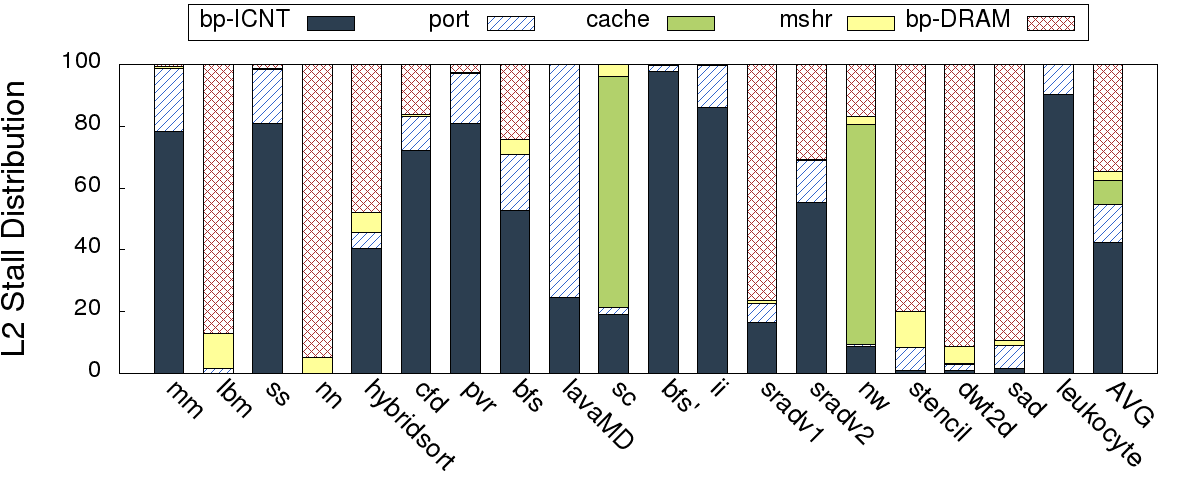 bp-ICNT port cache mshr bp-DRAM
L2 Stall Distribution
100
80
60
40
20
0
mm lbm ss nn hybridsort cfd pvr bfs lavaMD sc bfs' ii sradv1 sradv2 nw stencil dwt2d sad leukocyte AVG